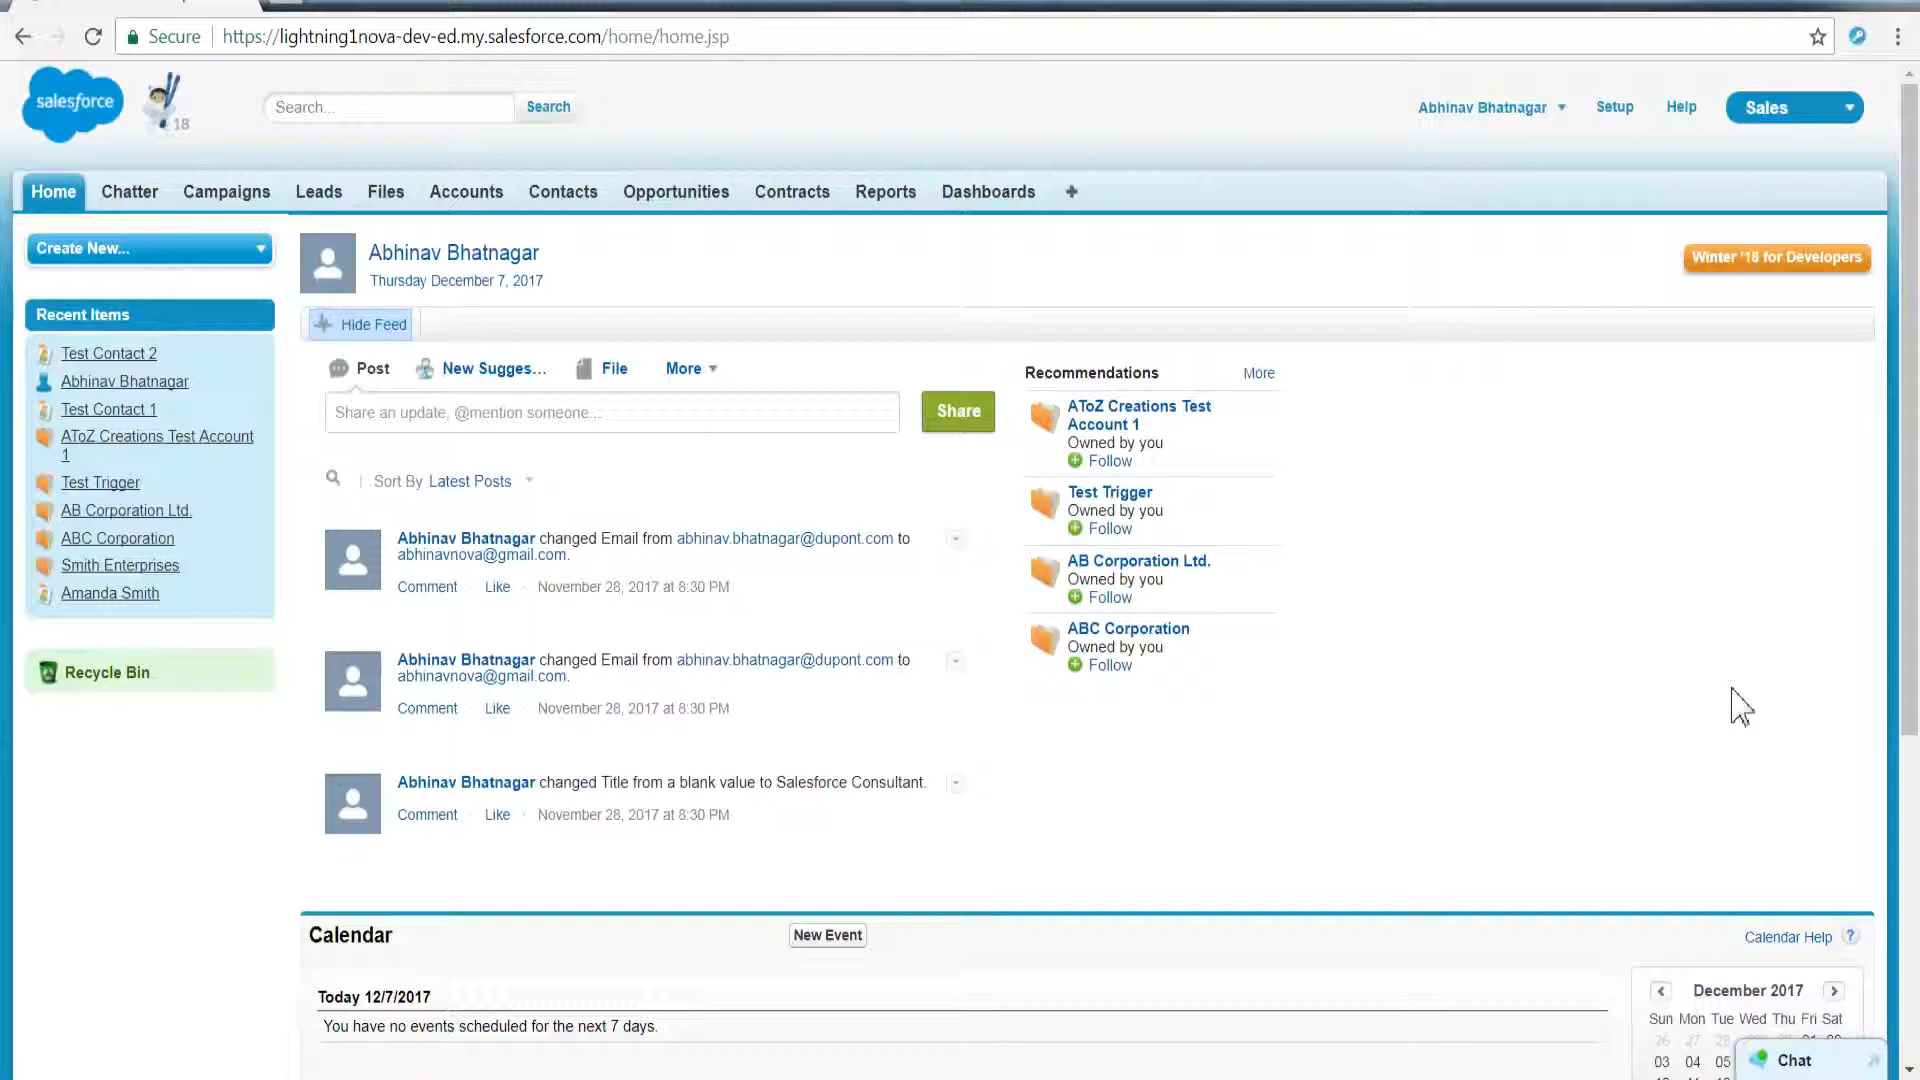 Secure https://lightning1nova-dev-ed.my.salesforce.com/home/home.jsp
salesforce
18
Search...
Search
Abhinav Bhatnagar
Setup
Help
Sales
Home Chatter Campaigns Leads Files Accounts Contacts Opportunities Contracts Reports Dashboards
Create New...
Abhinav Bhatnagar
Thursday December 7, 2017
Winter '18 for Developers
Hide Feed
Recent Items
Test Contact 2
Abhinav Bhatnagar
Test Contact 1
AToZ Creations Test Account
1
Test Trigger
AB Corporation Ltd.
ABC Corporation
Smith Enterprises
Amanda Smith
Recycle Bin
Post New Sugges... File More
Share an update, @mention someone...
Share
Sort By Latest Posts
Abhinav Bhatnagar changed Email from abhinav.bhatnagar@dupont.com to
abhinavnova@gmail.com.
Comment · Like · November 28, 2017 at 8:30 PM
Abhinav Bhatnagar changed Email from abhinav.bhatnagar@dupont.com to
abhinavnova@gmail.com.
Comment · Like · November 28, 2017 at 8:30 PM
Abhinav Bhatnagar changed Title from a blank value to Salesforce Consultant.
Comment · Like · November 28, 2017 at 8:30 PM
Recommendations
More
AToZ Creations Test
Account 1
Owned by you
Follow
Test Trigger
Owned by you
Follow
AB Corporation Ltd.
Owned by you
Follow
ABC Corporation
Owned by you
Follow
Calendar
New Event
Calendar Help ?
Today 12/7/2017
You have no events scheduled for the next 7 days.
December 2017
Sun Mon Tue Wed Thu Fri Sat
26 27 28
03 04 05
Chat